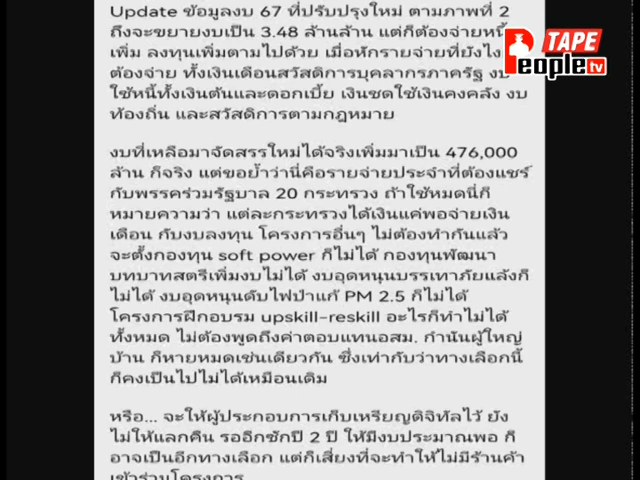 Update ข้อมูลงบ 67 ที่ปรับปรุงใหม่ ตามภาพที่ 2
ถึงจะขยายงบเป็น 3.48 ล้านล้าน แต่ก็ต้องจ่ายหนี้
เพิ่ม ลงทุนเพิ่มตามไปด้วย เมื่อหักรายจ่ายที่ยังไง
ต้องจ่าย ทั้งเงินเดือนสวัสดิการบุคลากรภาครัฐ งบ
ใช้หนี้ทั้งเงินต้นและดอกเบี้ย เงินชดใช้เงินคงคลัง งบ
ท้องถิ่น และสวัสดิการตามกฎหมาย
งบที่เหลือมาจัดสรรใหม่ได้จริงเพิ่มมาเป็น 476,000
ล้าน ก็จริง แต่ขอย้ำว่านี่คือรายจ่ายประจำที่ต้องแชร์
กับพรรคร่วมรัฐบาล 20 กระทรวง ถ้าใช้หมดนี่ก็
หมายความว่า แต่ละกระทรวงได้เงินแค่พอจ่ายเงิน
เดือน กับงบลงทุน โครงการอื่นๆ ไม่ต้องทำกันแล้ว
จะตั้งกองทุน soft power ก็ไม่ได้ กองทุนพัฒนา
บทบาทสตรีเพิ่มงบไม่ได้ งบอุดหนุนบรรเทาภัยแล้งก็
ไม่ได้ งบอุดหนุนดับไฟป่าแก้ PM 2.5 ก็ไม่ได้
โครงการฝึกอบรม upskill-reskill อะไรก็ทำไม่ได้
ทั้งหมด ไม่ต้องพูดถึงค่าตอบแทนอสม. กำนันผู้ใหญ่
บ้าน ก็หายหมดเช่นเดียวกัน ซึ่งเท่ากับว่าทางเลือกนี้
ก็คงเป็นไปไม่ได้เหมือนเดิม
หรือ... จะให้ผู้ประกอบการเก็บเหรียญดิจิทัลไว้ ยัง
ไม่ให้แลกคืน รออีกซัก 1 ปี 2 ปี ให้มีงบประมาณพอ ก็
อาจเป็นอีกทางเลือก แต่ก็เสี่ยงที่จะทำให้ไม่มีร้านค้า
เข้าร่วมโครงการ
TAPE
People tv